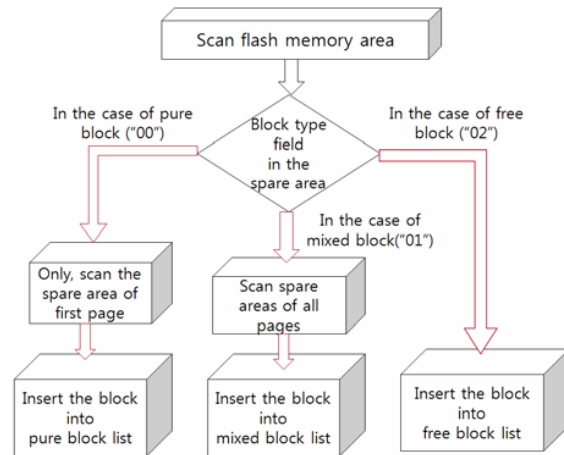 Scan flash memory area
In the case of pure
block ("00")
Block type
field
in the
spare area
In the case of free
block ("02")
In the case of
mixed block("01")
Only, scan the
spare area of
first page
Scan spare
areas of all
pages
Insert the block
into
pure block list
Insert the block
into
mixed block list
Insert the block
into
free block list